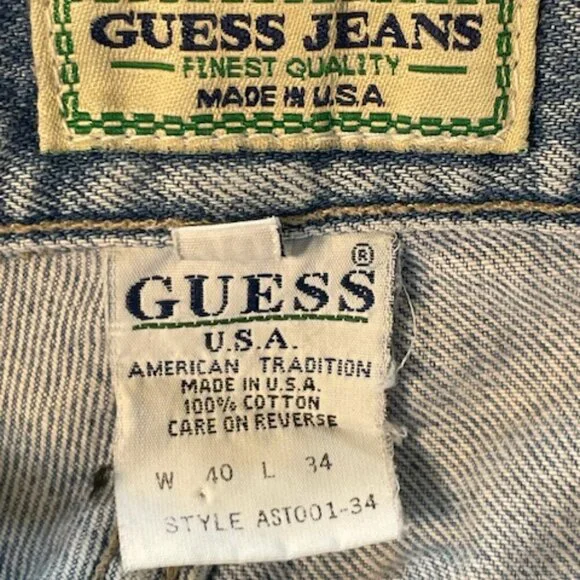 GUESS JEANS
FINEST QUALITY
MADE IN U.S.A
GUESS®
U.S.A.
AMERICAN TRADITION
MADE IN U.S.A.
100% COTTON
CARE ON REVERSE
W 40 L 34
STYLE AST001-34